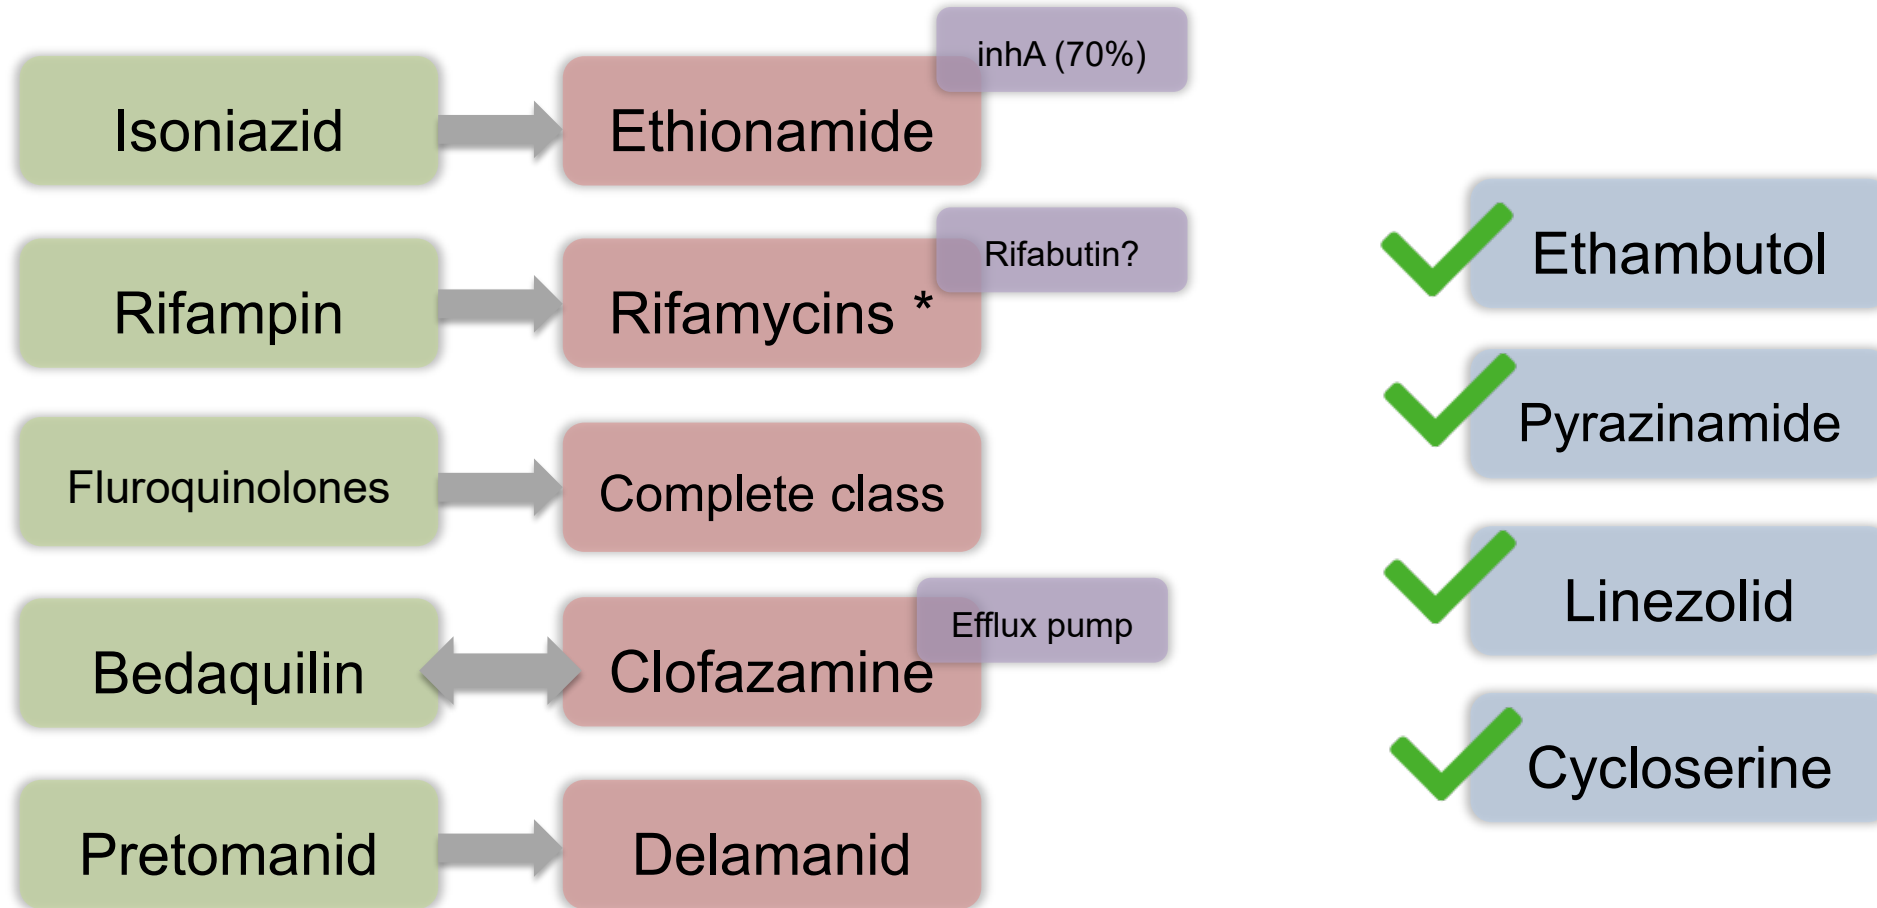 inhA (70%)
Isoniazid
Ethionamide
Rifabutin?
Rifampin
Rifamycins *
Fluroquinolones
Complete class
Efflux pump
Bedaquilin
Clofazamine
Pretomanid
Delamanid
Ethambutol
Pyrazinamide
Linezolid
Cycloserine